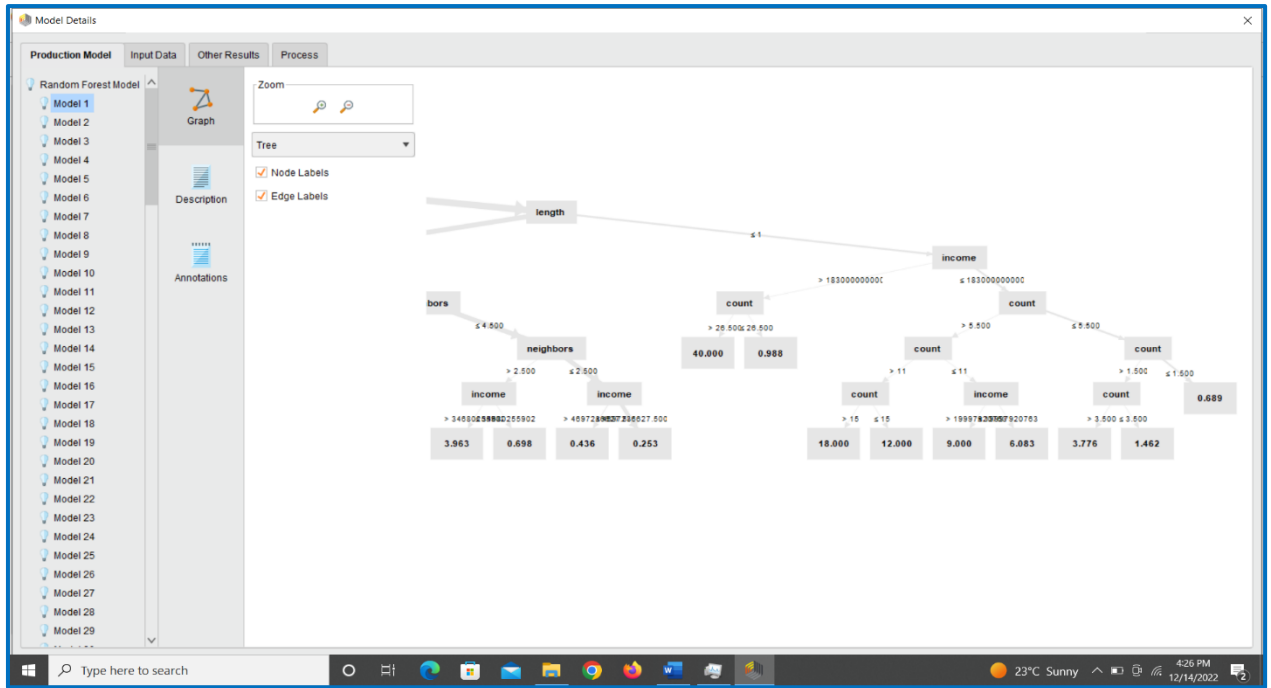 Model Details
Production Model Input Data Other Results Process
Random Forest Model
Model 1
Model 2
Model 3
Model 4
Model 5
Model 6
Model 7
Model 8
Model 9
Model 10
Model 11
Model 12
Model 13
Model 14
Model 15
Model 16
Model 17
Model 18
Model 19
Model 20
Model 21
Model 22
Model 23
Model 24
Model 25
Model 26
Model 27
Model 28
Model 29
Graph
Description
Annotations
Zoom
Tree
Node Labels
Edge Labels
length
≤ 1
income
> 183000000000 ≤ 183000000000
bors count count
≤ 4.500 > 26.500 ≤ 26.500 > 5.500 ≤ 5.500
neighbors 40.000 0.988 count count
> 2.500 ≤ 2.500 > 11 ≤ 11 > 1.500 ≤ 1.500
income income count income count 0.689
> 15 ≤ 15 > 3.500 ≤ 3.500
3.963 0.698 0.436 0.253 18.000 12.000 9.000 6.083 3.776 1.462
Type here to search
23°C Sunny
4:26 PM
12/14/2022
2